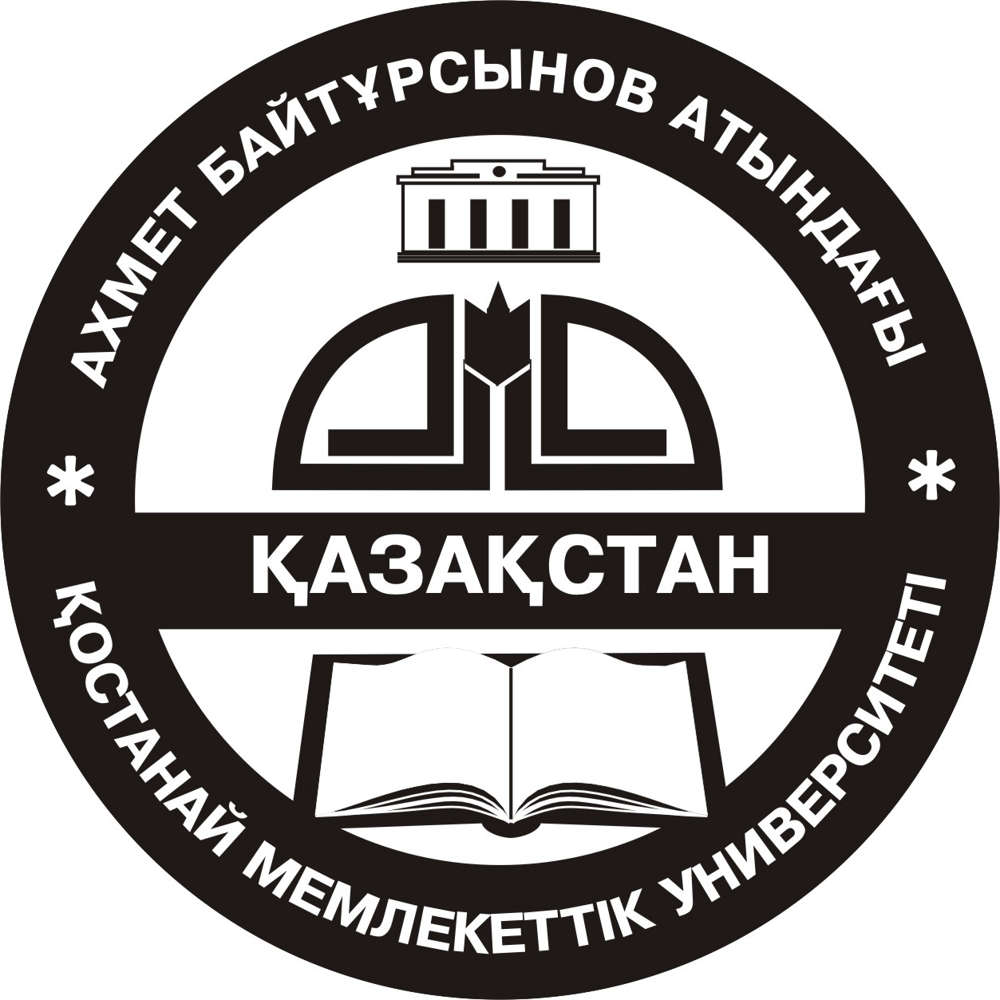 АХМЕТ БАЙТҰРСЫНОВ АТЫНДАҒЫ
ҚАЗАҚСТАН
ҚОСТАНАЙ МЕМЛЕКЕТТІК УНИВЕРСИТЕТІ